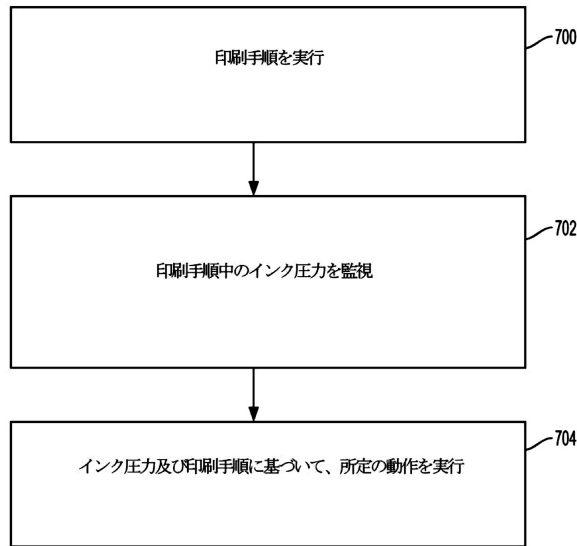 印刷手順を実行
700
印刷手順中のインク圧力を監視
702
インク圧力及び印刷手順に基づいて、所定の動作を実行
704